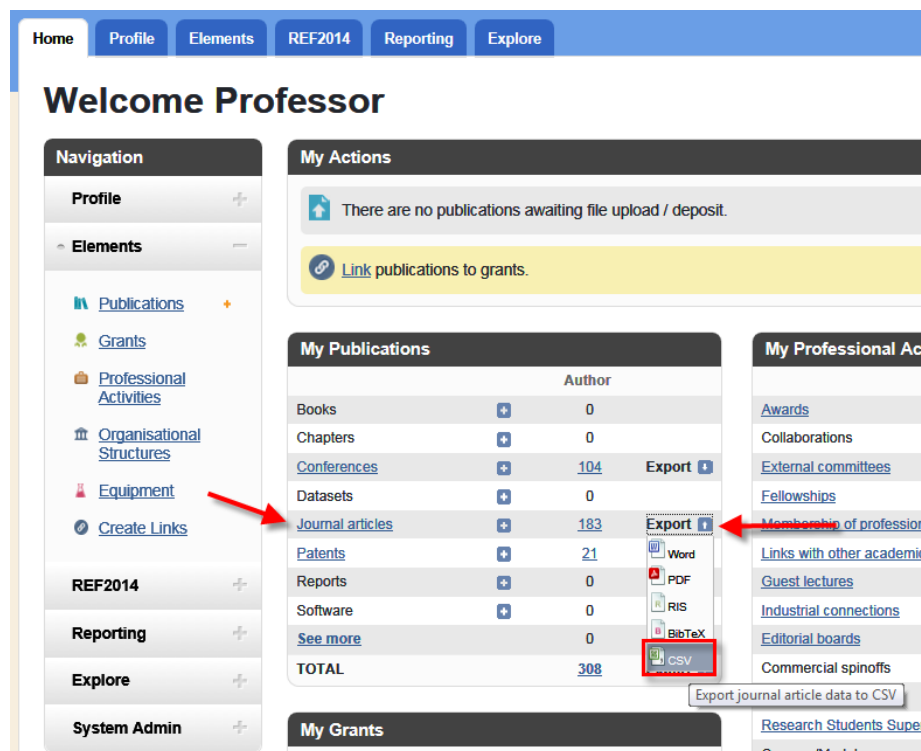 Home Profile Elements REF2014 Reporting Explore
Welcome Professor
Navigation
Profile
Elements
Publications
Grants
Professional
Activities
Organisational
Structures
Equipment
Create Links
REF2014
Reporting
Explore
System Admin
My Actions
There are no publications awaiting file upload / deposit.
Link publications to grants.
My Publications
Author
Books 0
Chapters 0
Conferences 104 Export
Datasets 0
Journal articles 183 Export
Patents 21
Reports 0
Software 0
See more 0
TOTAL 308
Word
PDF
RIS
BibTeX
CSV
Export journal article data to CSV
My Grants
My Professional Ac
Awards
Collaborations
External committees
Fellowships
Membership of profession
Links with other academic
Guest lectures
Industrial connections
Editorial boards
Commercial spinoffs
Research Students Super